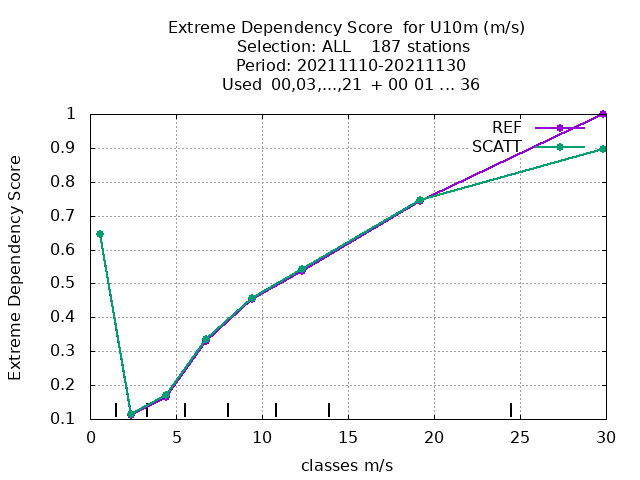 Extreme Dependency Score  for U10m (m/s)
Selection: ALL    187 stations
Period: 20211110-20211130
Used  00,03,...,21  + 00 01 ... 36
REF
SCATT
Extreme Dependency Score
1
0.9
0.8
0.7
0.6
0.5
0.4
0.3
0.2
0.1
0 5 10 15 20 25 30
classes m/s